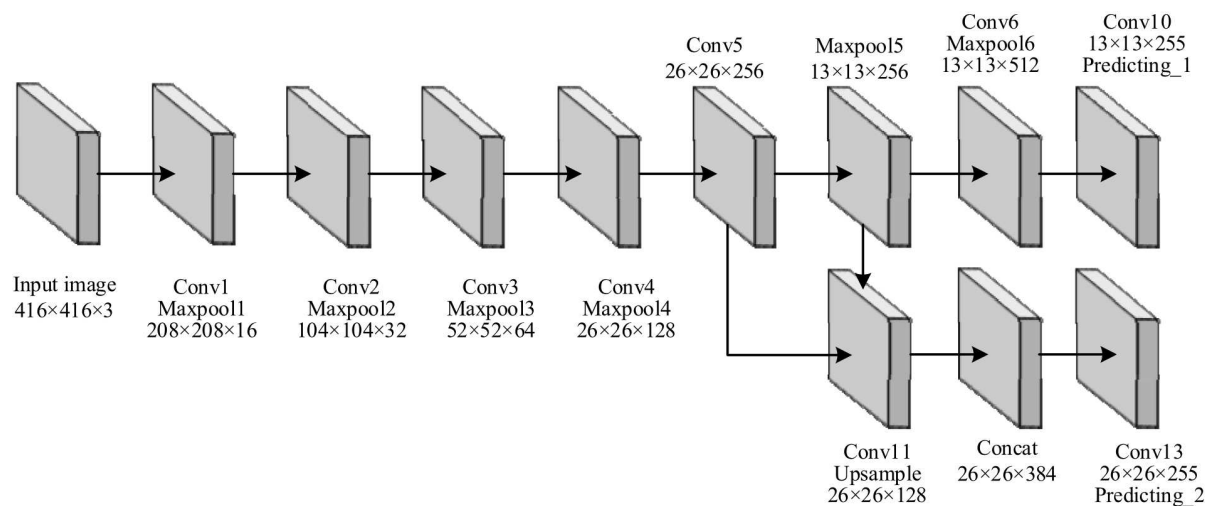 Conv5
26×26×256
Maxpool5
13×13×256
Conv6
Maxpool6
13×13×512
Conv10
13×13×255
Predicting_1
Input image
416×416×3
Conv1
Maxpool1
208×208×16
Conv2
Maxpool2
104×104×32
Conv3
Maxpool3
52×52×64
Conv4
Maxpool4
26×26×128
Conv11
Upsample
26×26×128
Concat
26×26×384
Conv13
26×26×255
Predicting_2